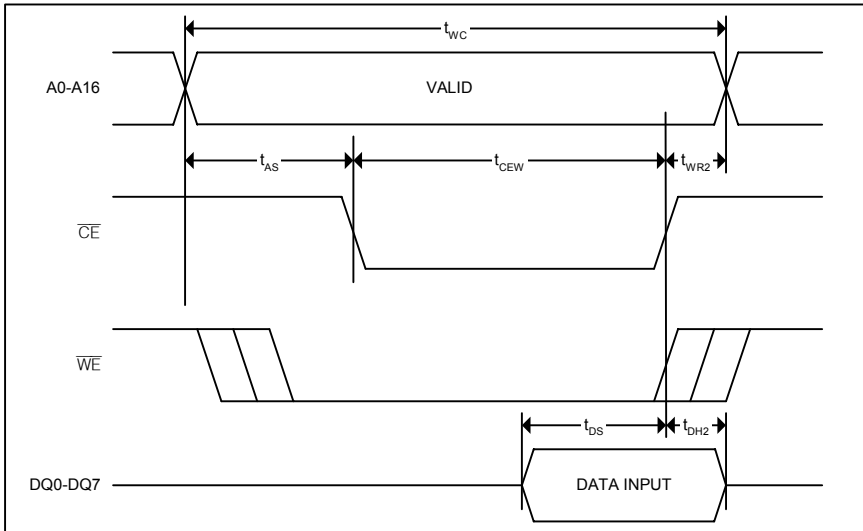 tWC
A0-A16
VALID
tAS
tCEW
tWR2
CE
WE
tDS
tDH2
DQ0-DQ7
DATA INPUT